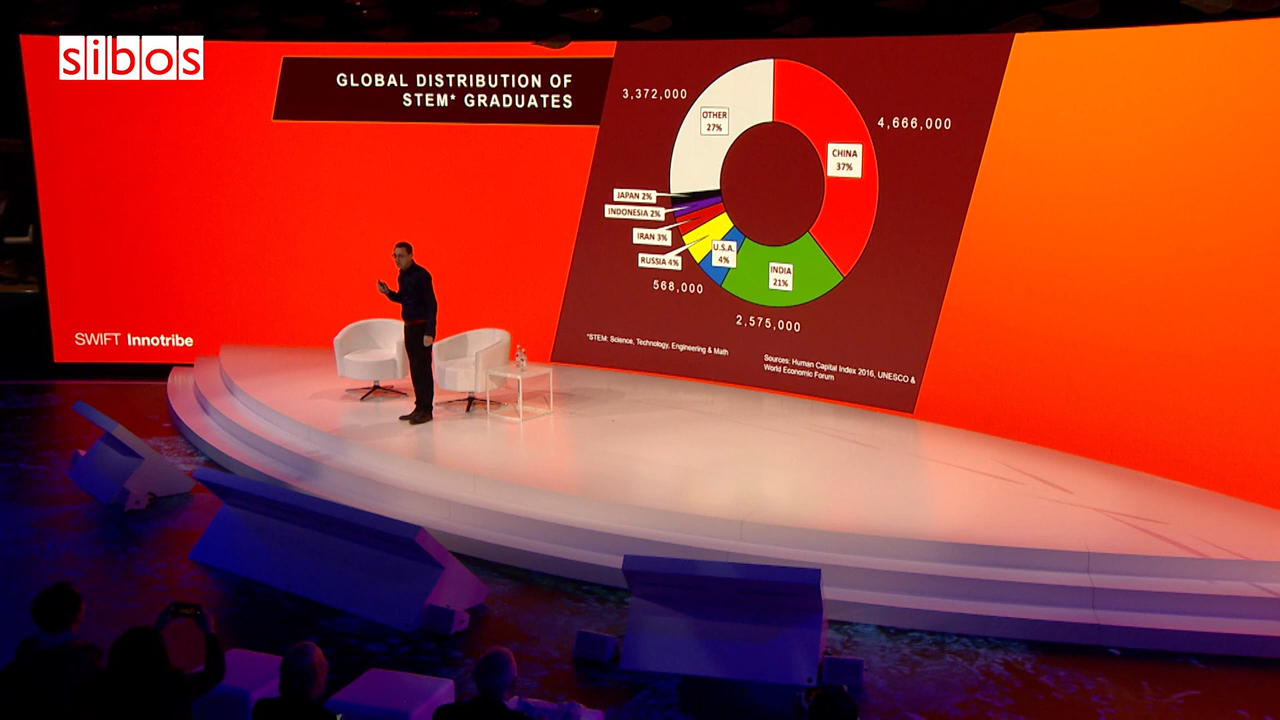 sibos
GLOBAL DISTRIBUTION OF
STEM* GRADUATES
3,372,000
OTHER
27%
4,666,000
CHINA
37%
JAPAN 2%
INDONESIA 2%
IRAN 3%
RUSSIA 4%
U.S.A.
4%
INDIA
21%
568,000
2,575,000
*STEM: Science, Technology, Engineering & Math
Sources: Human Capital Index 2016, UNESCO &
World Economic Forum
SWIFT Innotribe